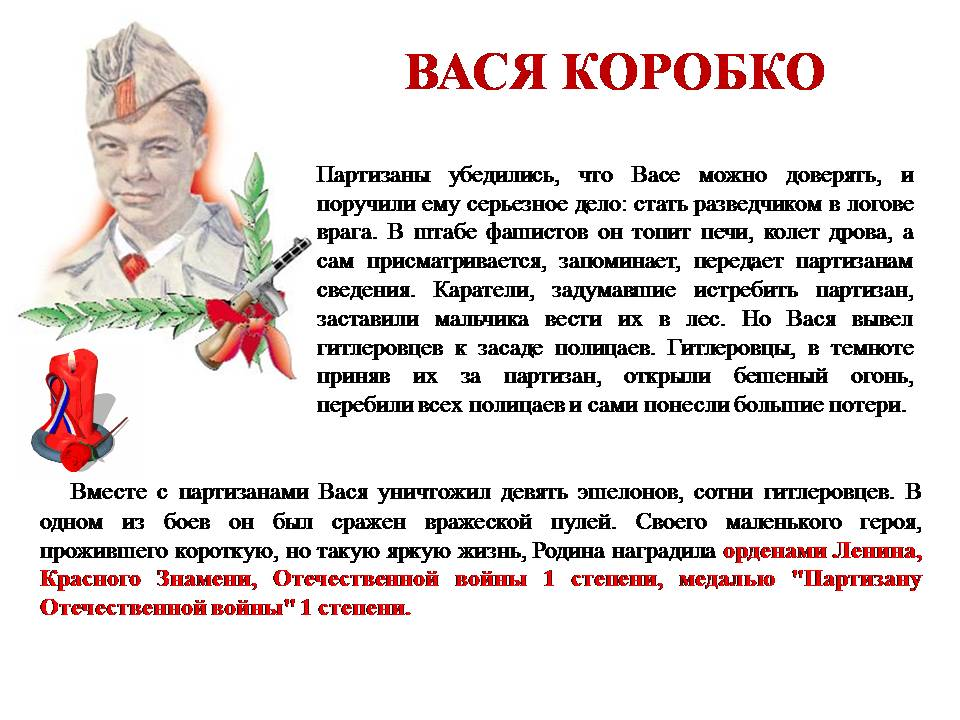 ВАСЯ КОРОБКО
Партизаны убедились, что Васе можно доверять, и
поручили ему серьезное дело: стать разведчиком в логове
врага. В штабе фашистов он топит печи, колет дрова, а
сам присматривается, запоминает, передает партизанам
сведения. Каратели, задумавшие истребить партизан,
заставили мальчика вести их в лес. Но Вася вывел
гитлеровцев к засаде полицаев. Гитлеровцы, в темноте
приняв их за партизан, открыли бешеный огонь,
перебили всех полицаев и сами понесли большие потери.
Вместе с партизанами Вася уничтожил девять эшелонов, сотни гитлеровцев. В
одном из боев он был сражен вражеской пулей. Своего маленького героя,
прожившего короткую, но такую яркую жизнь, Родина наградила орденами Ленина,
Красного Знамени, Отечественной войны 1 степени, медалью "Партизану
Отечественной войны" 1 степени.